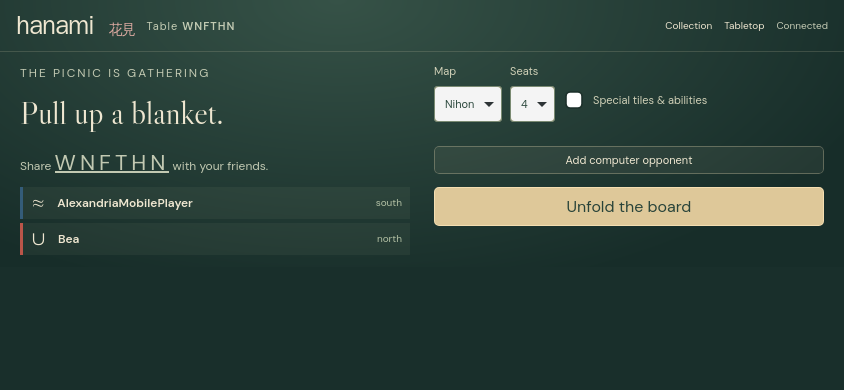 hanami 花見 Table WNFTHN
Collection Tabletop Connected
THE PICNIC IS GATHERING
Pull up a blanket.
Share WNFTHN with your friends.
≈ AlexandriaMobilePlayer south
U Bea north
Map Seats
Nihon 4 Special tiles & abilities
Add computer opponent
Unfold the board